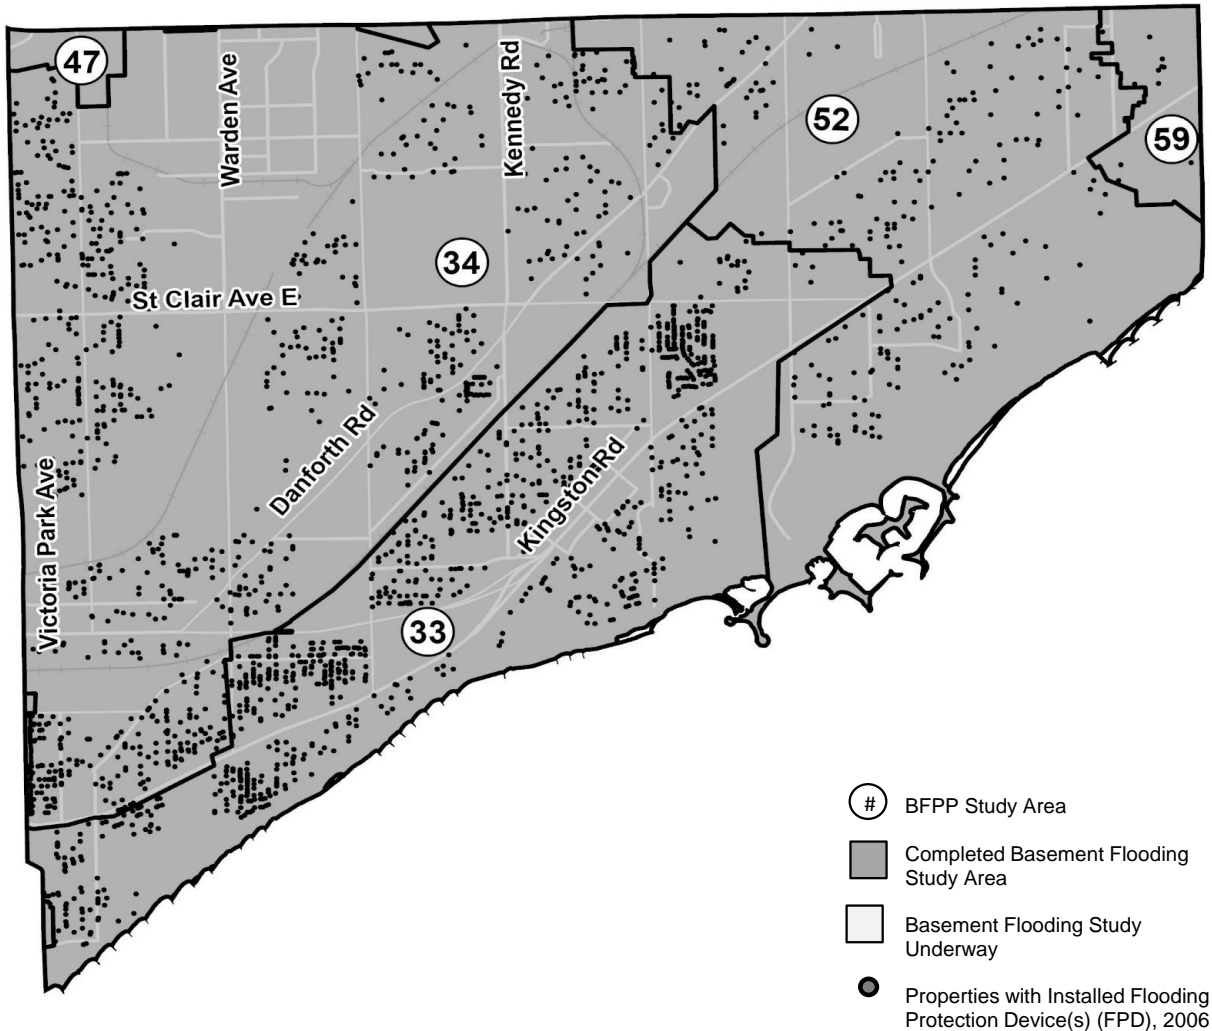 47
Warden Ave
Kennedy Rd
52
59
34
St Clair Ave E
Danforth Rd
Kingston Rd
Victoria Park Ave
33
# BFPP Study Area
Completed Basement Flooding
Study Area
Basement Flooding Study
Underway
Properties with Installed Flooding
Protection Device(s) (FPD), 2006